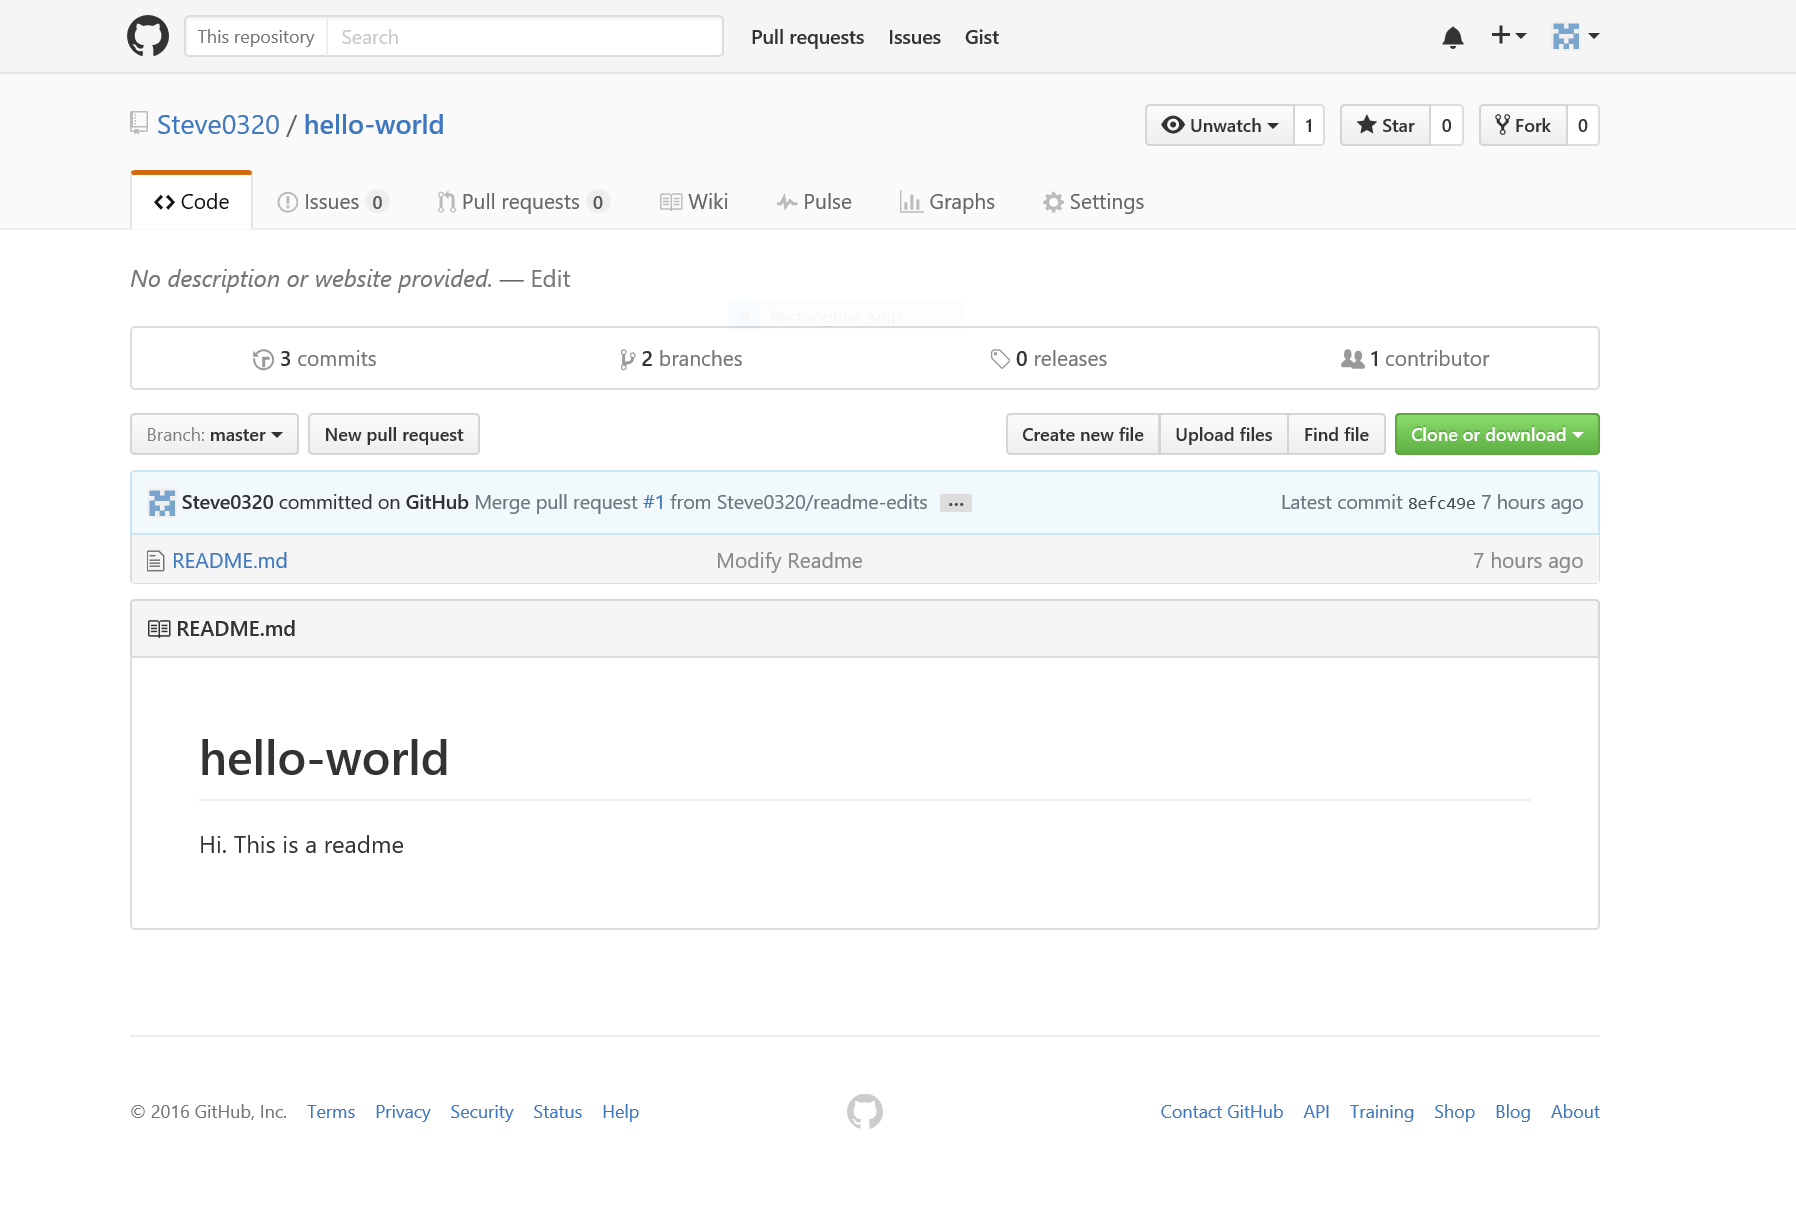 This repository Search Pull requests Issues Gist
Steve0320 / hello-world Unwatch 1 Star 0 Fork 0
Code Issues 0 Pull requests 0 Wiki Pulse Graphs Settings
No description or website provided. — Edit
Rectangular Snip
3 commits 2 branches 0 releases 1 contributor
Branch: master New pull request Create new file Upload files Find file Clone or download
Steve0320 committed on GitHub Merge pull request #1 from Steve0320/readme-edits ... Latest commit 8efc49e 7 hours ago
README.md Modify Readme 7 hours ago
README.md
hello-world
Hi. This is a readme
© 2016 GitHub, Inc. Terms Privacy Security Status Help Contact GitHub API Training Shop Blog About